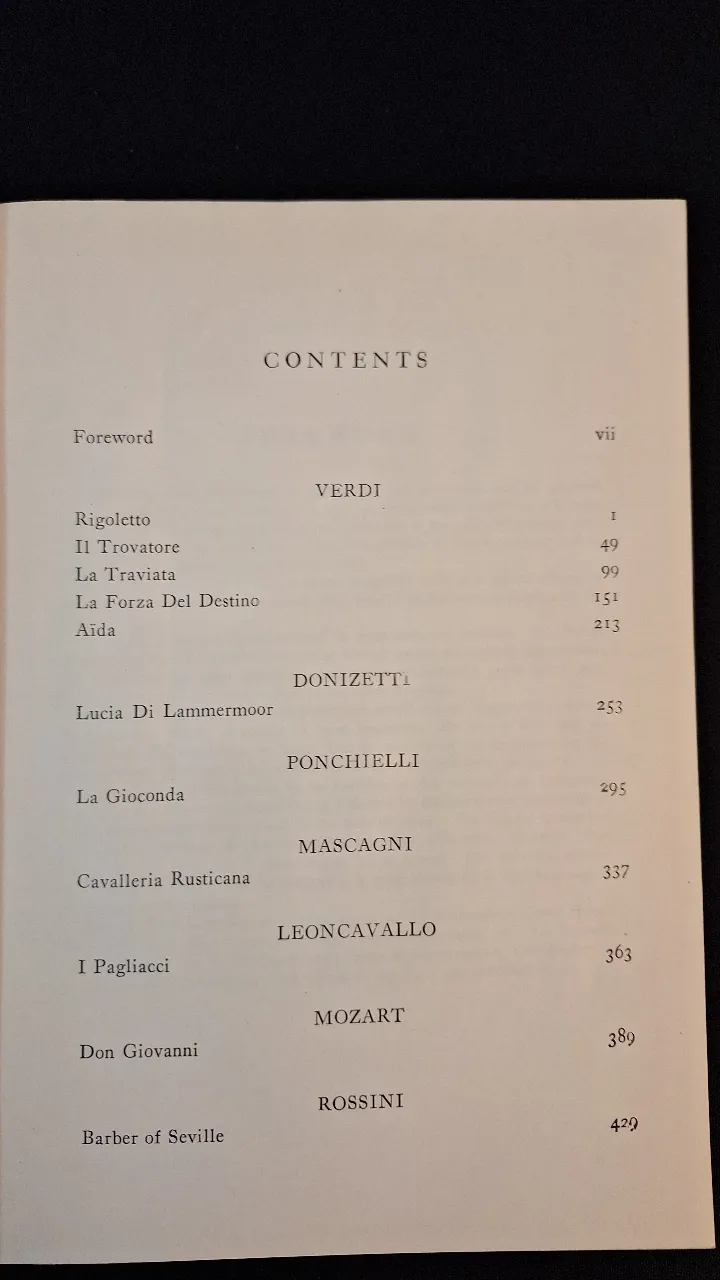 CONTENTS
Foreword vii
VERDI
Rigoletto 1
Il Trovatore 49
La Traviata 99
La Forza Del Destino 151
Aïda 213
DONIZETTI
Lucia Di Lammermoor 253
PONCHIELLI
La Gioconda 295
MASCAGNI
Cavalleria Rusticana 337
LEONCAVALLO
I Pagliacci 363
MOZART
Don Giovanni 389
ROSSINI
Barber of Seville 429